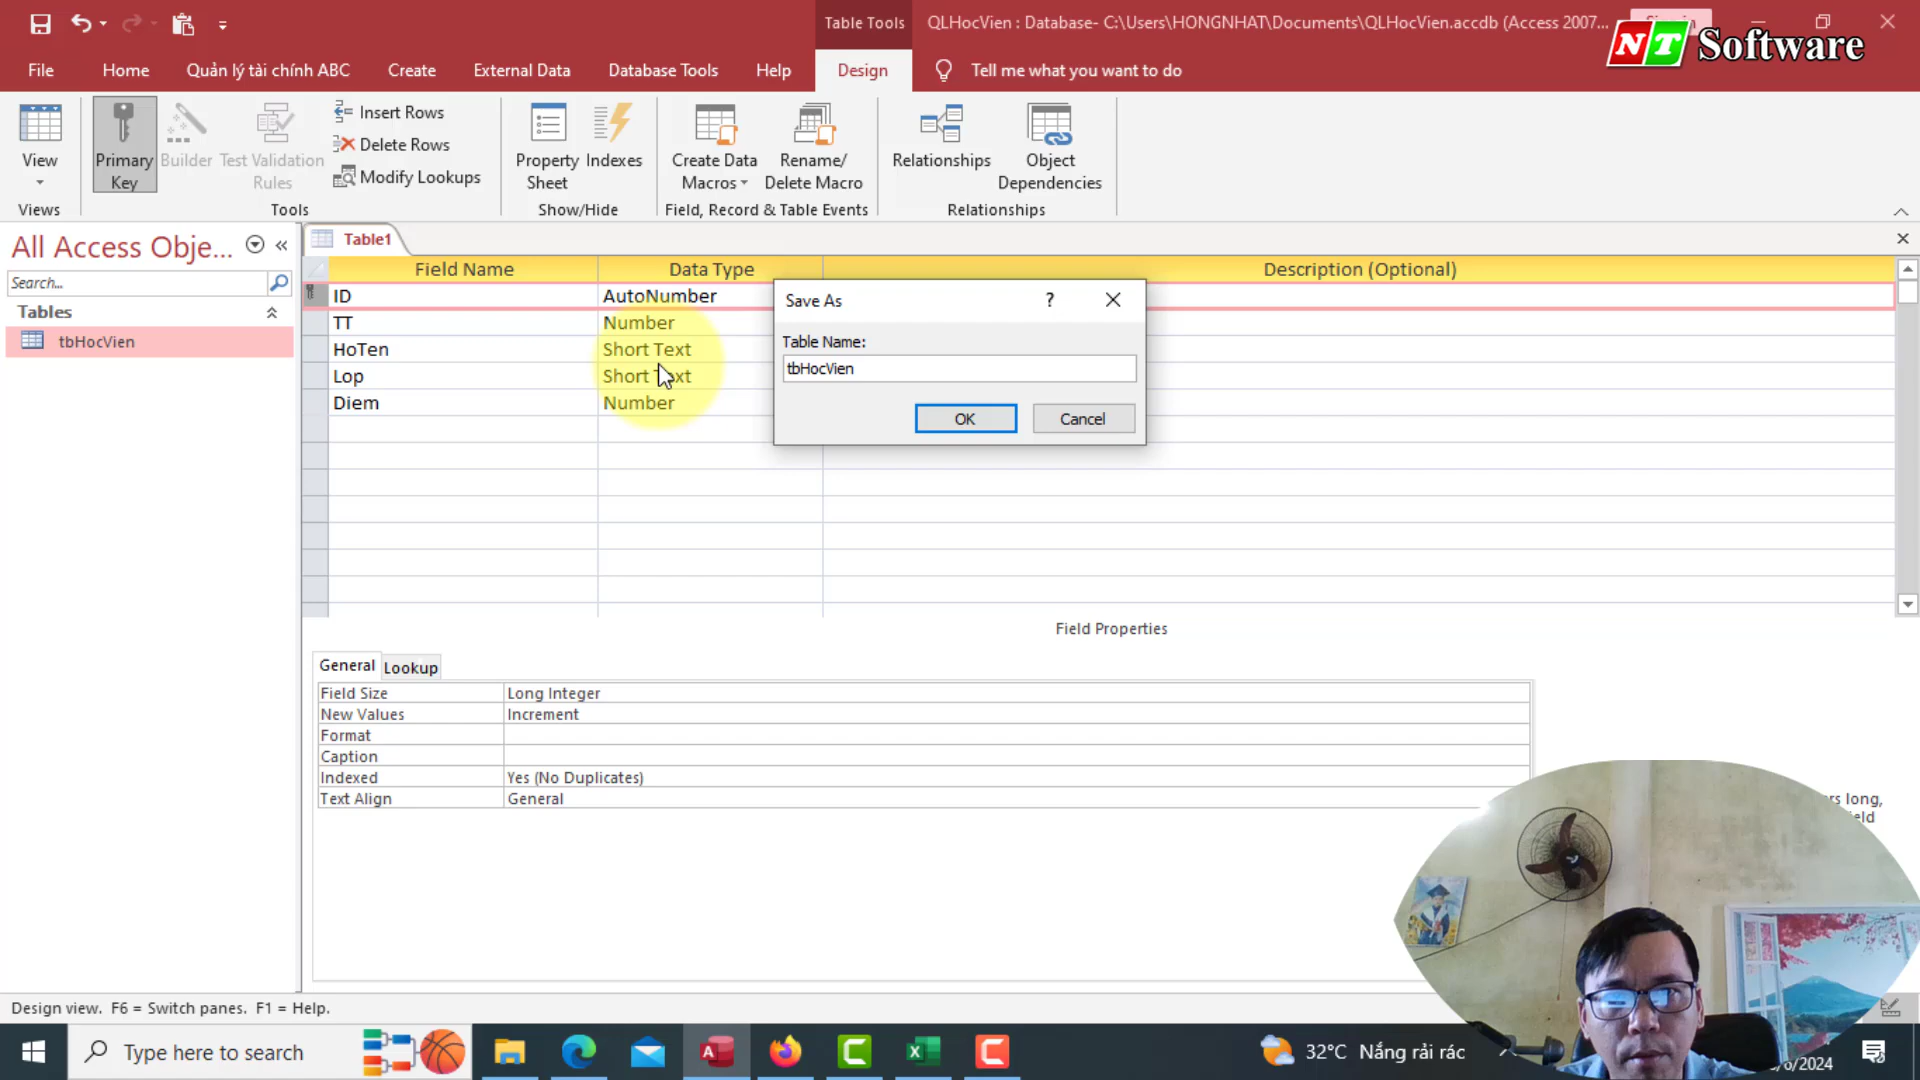 Table Tools
QLHocVien : Database- C:\Users\HONGNHAT\Documents\QLHocVien.accdb (Access 2007...
NT Software
File
Home
Quản lý tài chính ABC
Create
External Data
Database Tools
Help
Design
Tell me what you want to do
View
Primary Key
Builder
Test Validation Rules
Insert Rows
Delete Rows
Modify Lookups
Property Sheet
Indexes
Create Data Macros
Rename/ Delete Macro
Relationships
Object Dependencies
Views
Tools
Show/Hide
Field, Record & Table Events
Relationships
All Access Obje...
Search...
Tables
tbHocVien
Table1
Field Name
Data Type
Description (Optional)
ID
AutoNumber
TT
Number
HoTen
Short Text
Lop
Short Text
Diem
Number
Save As
?
Table Name:
tbHocVien
OK
Cancel
Field Properties
General
Lookup
Field Size
Long Integer
New Values
Increment
Format
Caption
Indexed
Yes (No Duplicates)
Text Align
General
long,
Design view. F6 = Switch panes. F1 = Help.
Type here to search
32°C Nắng rải rác
/2024